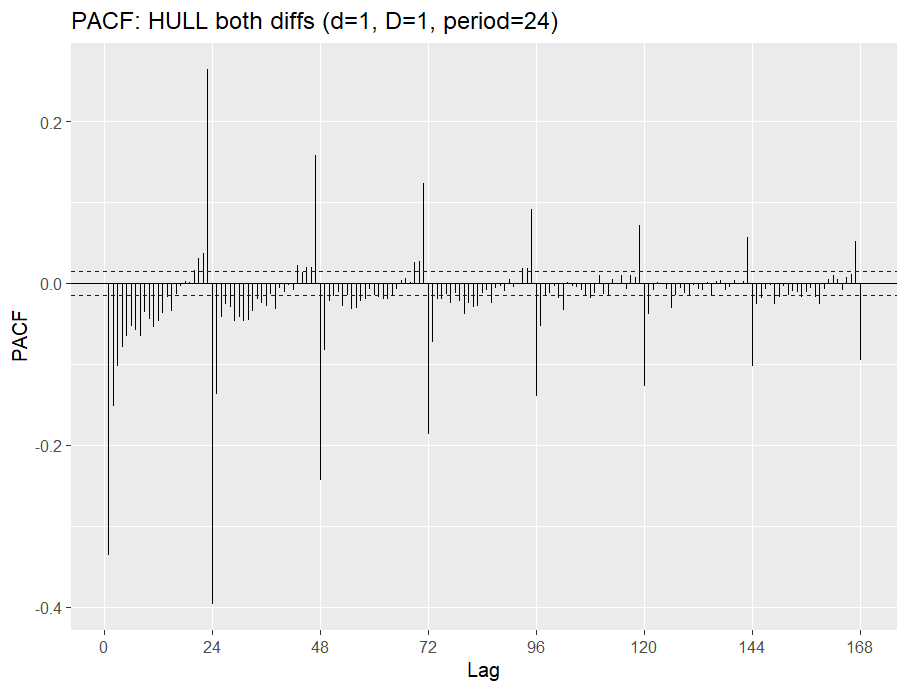 PACF: HULL both diffs (d=1, D=1, period=24)
0.2
0.0
-0.2
-0.4
PACF
0 24 48 72 96 120 144 168
Lag